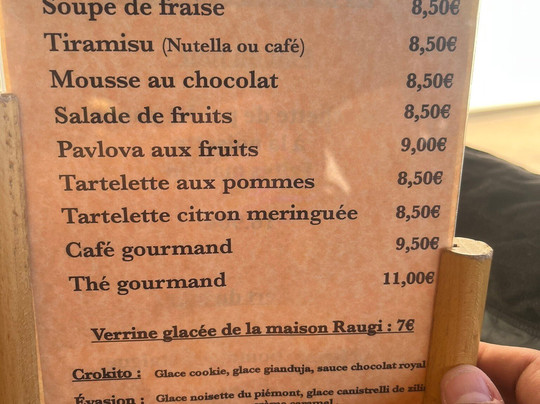 Soupe de fraise 8,50€
Tiramisu (Nutella ou café) 8,50€
Mousse au chocolat 8,50€
Salade de fruits 8,50€
Pavlova aux fruits 9,00€
Tartelette aux pommes 8,50€
Tartelette citron meringuée 8,50€
Café gourmand 9,50€
Thé gourmand 11,00€
Verrine glacée de la maison Raugi : 7€
Crokito : Glace cookie, glace gianduja, sauce chocolat royal
Évasion : Glace noisette du piémont, glace canistrelli de
caramel